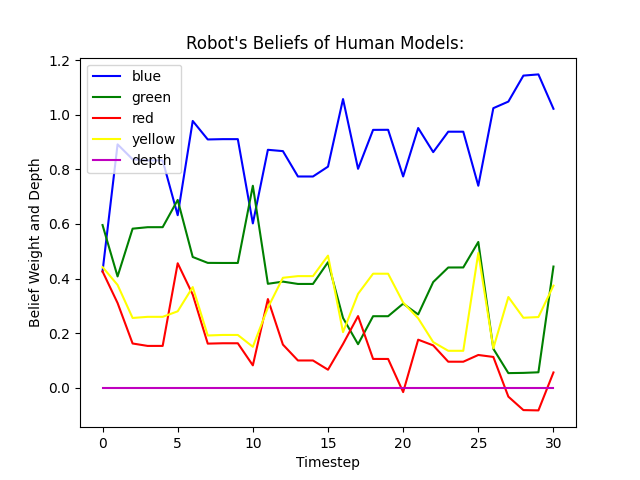 Robot's Beliefs of Human Models:
blue
green
red
yellow
depth
Belief Weight and Depth
1.2
1.0
0.8
0.6
0.4
0.2
0.0
0 5 10 15 20 25 30
Timestep